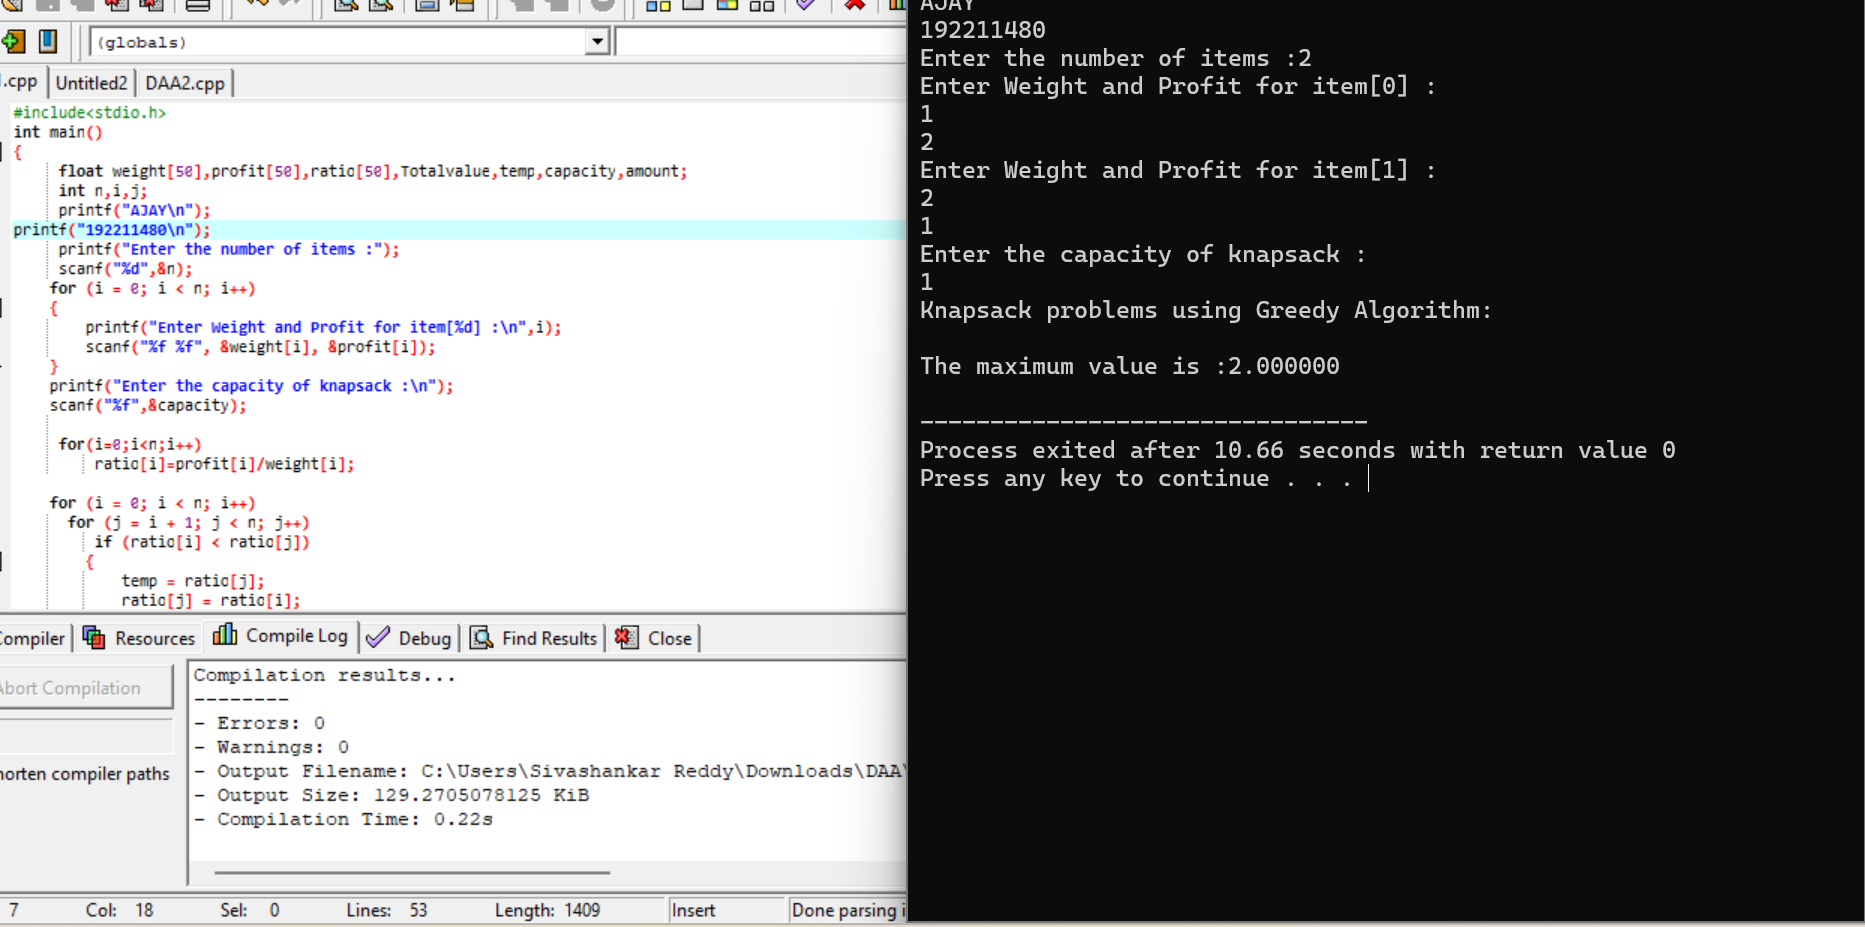 (globals)
.cpp
Untitled2
DAA2.cpp
#include<stdio.h>
int main()
{
float weight[50],profit[50],ratio[50],Totalvalue,temp,capacity,amount;
int n,i,j;
printf("AJAY\n");
printf("192211480\n");
printf("Enter the number of items :");
scanf("%d",&n);
for (i = 0; i < n; i++)
{
printf("Enter Weight and Profit for item[%d] :\n",i);
scanf("%f %f", &weight[i], &profit[i]);
}
printf("Enter the capacity of knapsack :\n");
scanf("%f",&capacity);
for(i=0;i<n;i++)
ratio[i]=profit[i]/weight[i];
for (i = 0; i < n; i++)
for (j = i + 1; j < n; j++)
if (ratio[i] < ratio[j])
{
temp = ratio[j];
ratio[j] = ratio[i];
ompiler
Resources
Compile Log
Debug
Find Results
Close
Abort Compilation
horten compiler paths
Compilation results...
--------
- Errors: 0
- Warnings: 0
- Output Filename: C:\Users\Sivashankar Reddy\Downloads\DAA\
- Output Size: 129.2705078125 KiB
- Compilation Time: 0.22s
7 Col: 18 Sel: 0 Lines: 53 Length: 1409 Insert Done parsing i
AJAY
192211480
Enter the number of items :2
Enter Weight and Profit for item[0] :
1
2
Enter Weight and Profit for item[1] :
2
1
Enter the capacity of knapsack :
1
Knapsack problems using Greedy Algorithm:
The maximum value is :2.000000
--------------------------------
Process exited after 10.66 seconds with return value 0
Press any key to continue . . .